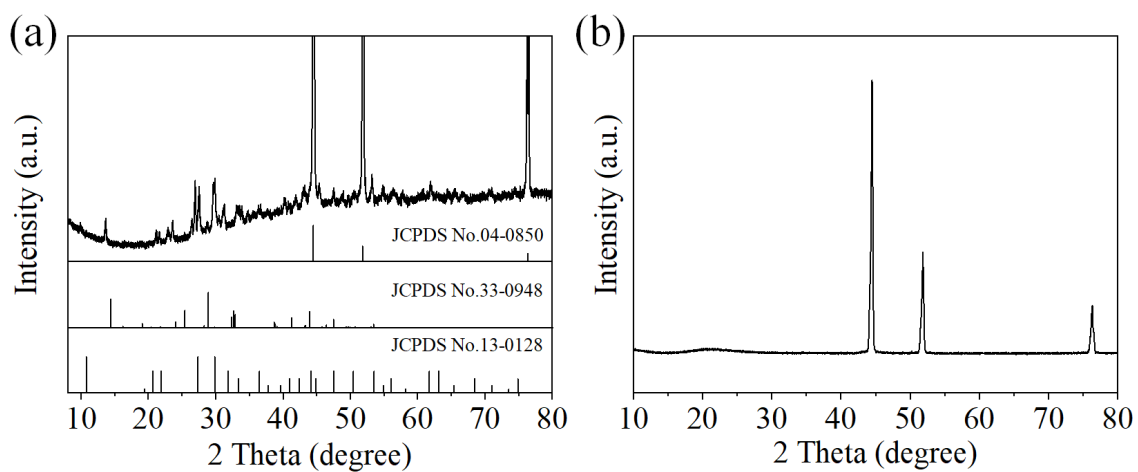 (a)
Intensity (a.u.)
JCPDS No.04-0850
JCPDS No.33-0948
JCPDS No.13-0128
10 20 30 40 50 60 70 80
2 Theta (degree)
(b)
Intensity (a.u.)
10 20 30 40 50 60 70 80
2 Theta (degree)